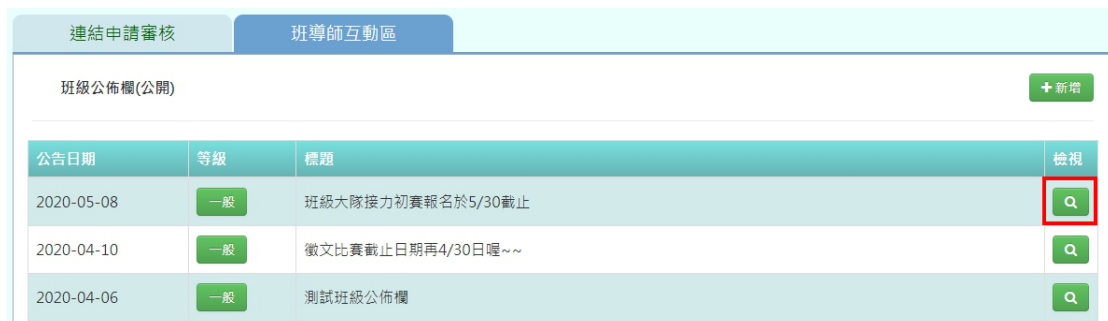 連結申請審核 班導師互動區
班級公佈欄(公開) 新增
公告日期 等級 標題 檢視
2020-05-08 一般 班級大隊接力初賽報名於5/30截止
2020-04-10 一般 徵文比賽截止日期再4/30日喔~~
2020-04-06 一般 測試班級公佈欄